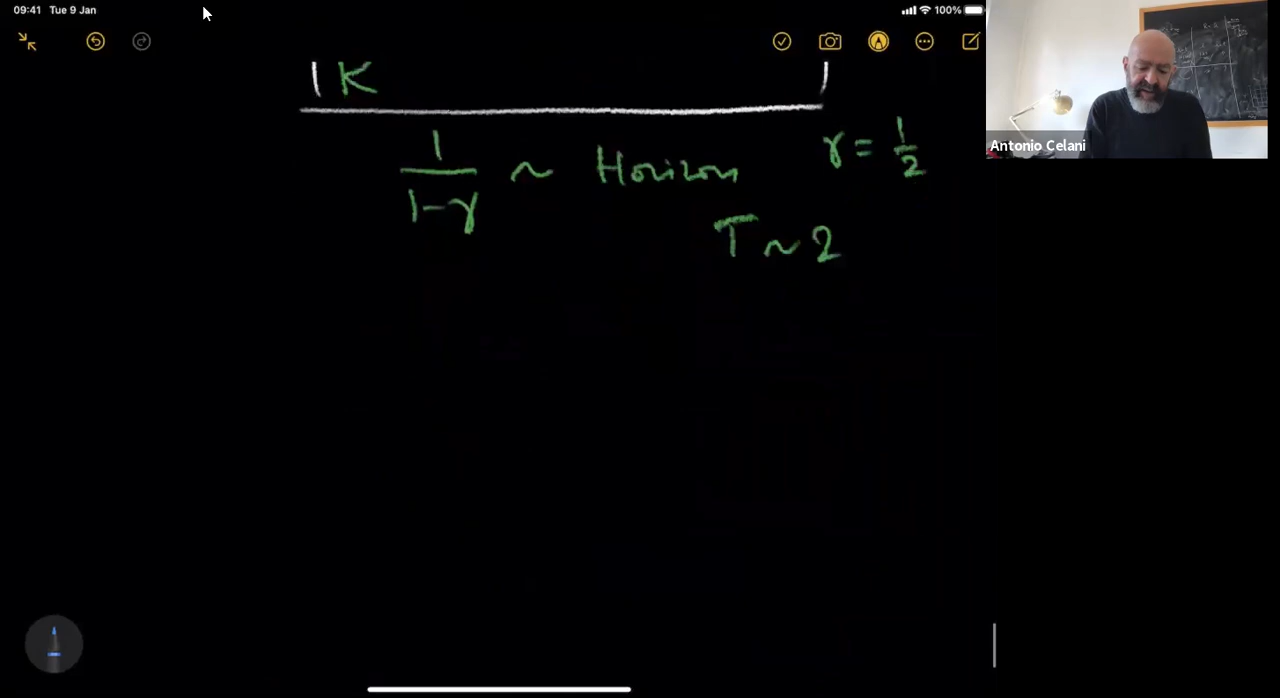 09:41 Tue 9 Jan
100%
K
1/(1-γ) ~ Horizon
γ = 1/2
T ~ 2
Antonio Celani